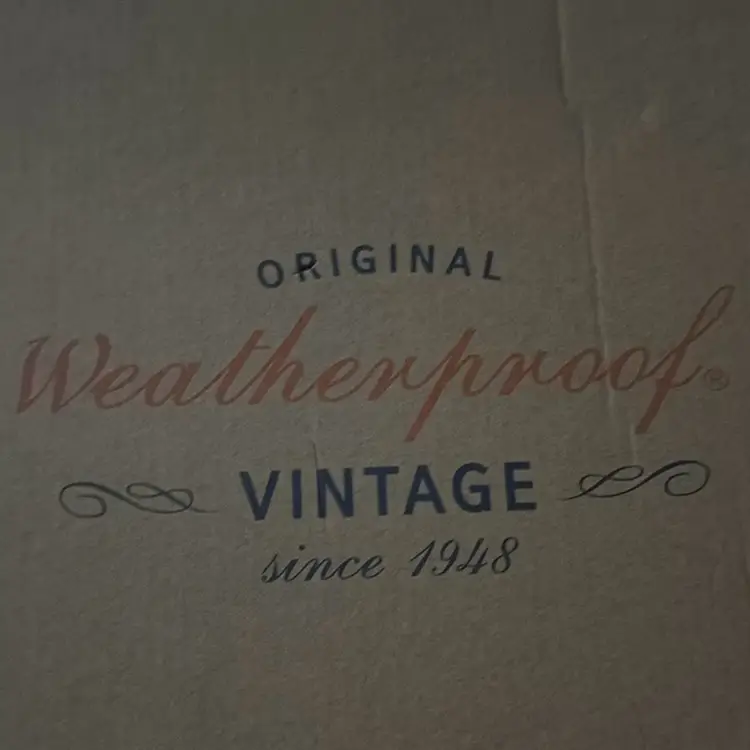 ORIGINAL
Weatherproof®
VINTAGE
since 1948